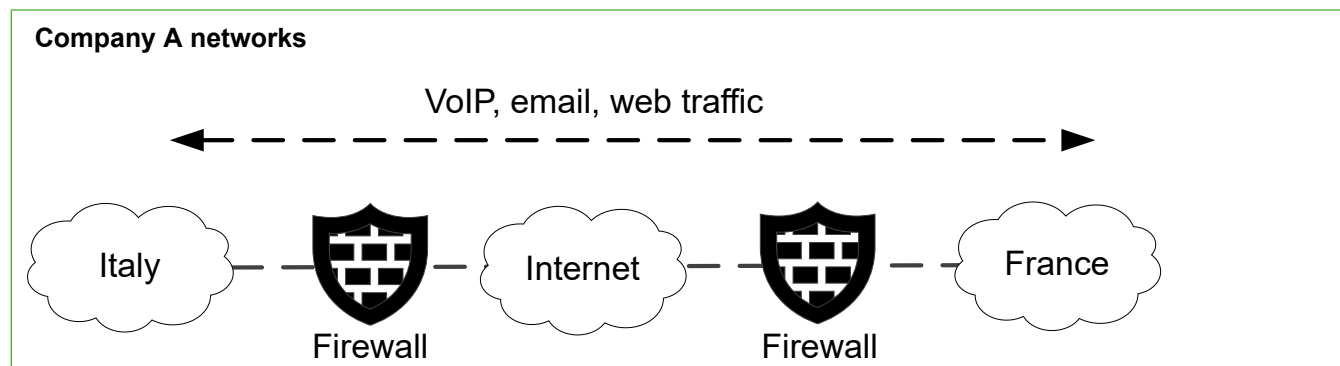 Company A networks
VoIP, email, web traffic
Italy
Internet
France
Firewall
Firewall